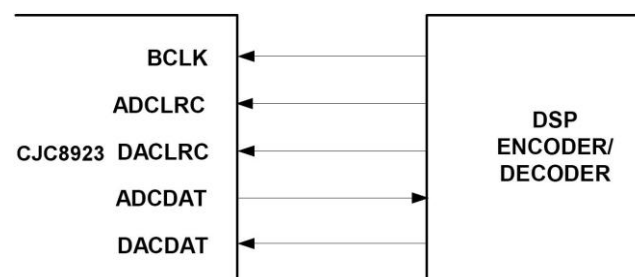 BCLK
ADCLRC
CJC8923 DACLRC
ADCDAT
DACDAT
DSP
ENCODER/
DECODER